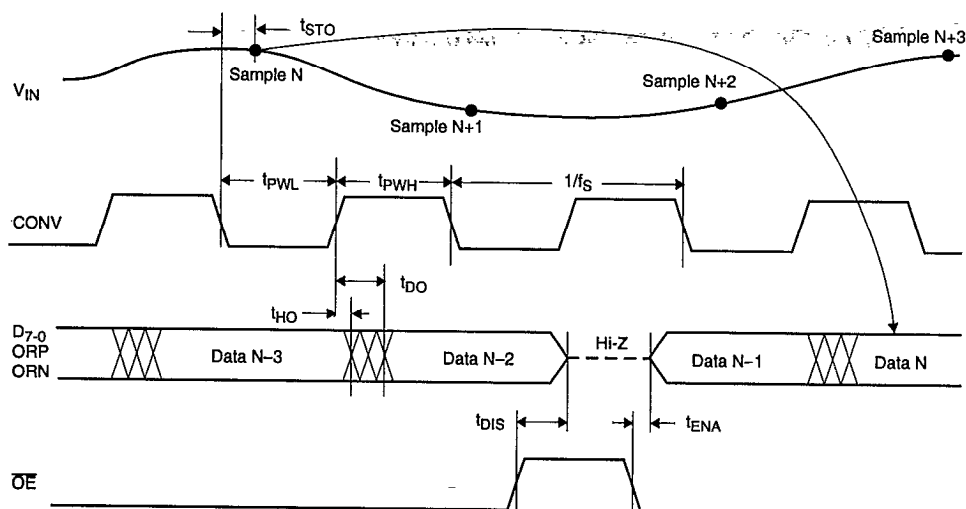 tSTO
Sample N+3
VIN
Sample N
Sample N+2
Sample N+1
tPWL
tPWH
1/fS
CONV
tDO
tHO
D7-0
ORP
ORN
Data N–3
Data N–2
Hi-Z
Data N–1
Data N
tDIS
tENA
OE